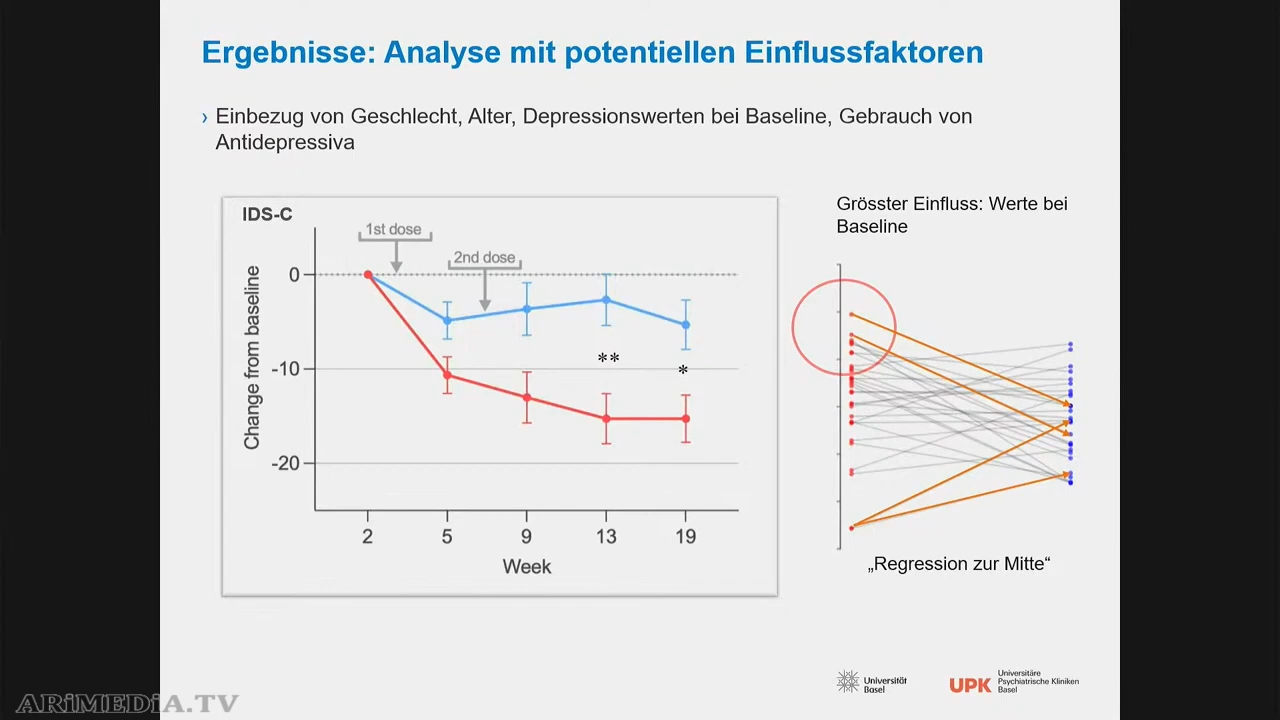 Ergebnisse: Analyse mit potentiellen Einflussfaktoren
› Einbezug von Geschlecht, Alter, Depressionswerten bei Baseline, Gebrauch von
Antidepressiva
IDS-C
1st dose
2nd dose
Change from baseline
0
-10
-20
**
*
2 5 9 13 19
Week
Grösster Einfluss: Werte bei
Baseline
„Regression zur Mitte“
Universität
Basel
UPK
Universitäre
Psychiatrische Kliniken
Basel
ARiMEDiA.TV